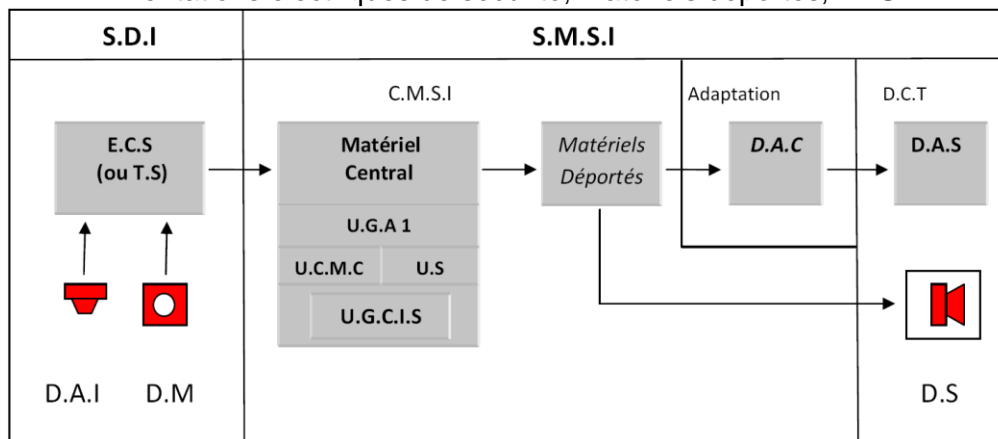 S.D.I
S.M.S.I
C.M.S.I
Adaptation
D.C.T
E.C.S
(ou T.S)
Matériel
Central
Matériels
Déportés
D.A.C
D.A.S
U.G.A 1
U.C.M.C
U.S
U.G.C.I.S
D.A.I
D.M
D.S